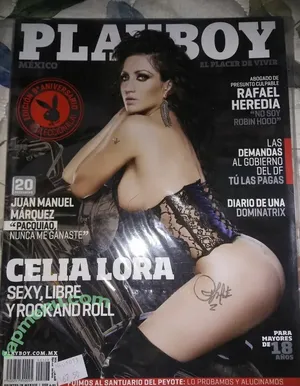 PLAYBOY
MÉXICO
EL PLACER DE VIVIR
ABOGADO DE
PRESUNTO CULPABLE
RAFAEL
HEREDIA
"NO SOY
ROBIN HOOD"
LAS
DEMANDAS
AL GOBIERNO
DEL DF
TÚ LAS PAGAS
DIARIO DE UNA
DOMINATRIX
20
JUAN MANUEL
MÁRQUEZ
"PACQUIAO
NUNCA ME GANASTE"
CELIA LORA
SEXY, LIBRE
Y ROCK AND ROLL
PLAYBOY.COM.MX
PARA MAYORES
DE 18
AÑOS
SANTUARIO DEL PEYOTE: LO PROBAMOS Y ALUCINAMOS